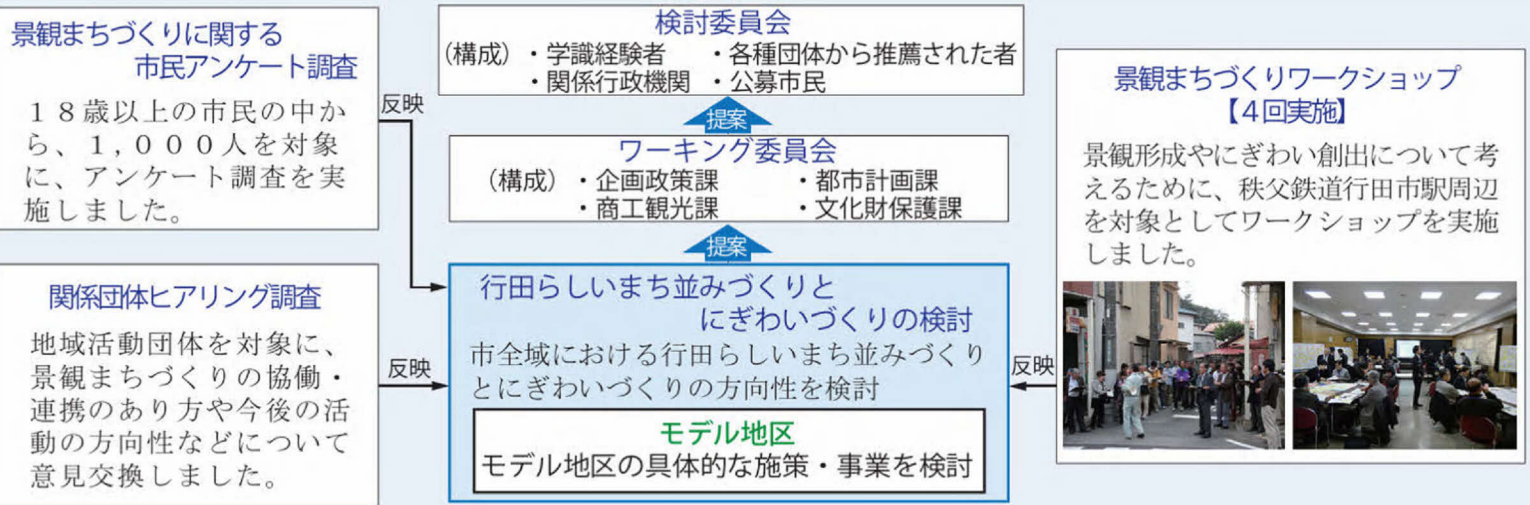 景観まちづくりに関する
市民アンケート調査
１８歳以上の市民の中か
ら、１，０００人を対象
に、アンケート調査を実
施しました。
反映
関係団体ヒアリング調査
地域活動団体を対象に、
景観まちづくりの協働・
連携のあり方や今後の活
動の方向性などについて
意見交換しました。
反映
検討委員会
（構成）・学識経験者　・各種団体から推薦された者
・関係行政機関　・公募市民
提案
ワーキング委員会
（構成）・企画政策課　・都市計画課
・商工観光課　・文化財保護課
提案
行田らしいまち並みづくりと
にぎわいづくりの検討
市全域における行田らしいまち並みづくり
とにぎわいづくりの方向性を検討
モデル地区
モデル地区の具体的な施策・事業を検討
反映
景観まちづくりワークショップ
【４回実施】
景観形成やにぎわい創出について考
えるために、秩父鉄道行田市駅周辺
を対象としてワークショップを実施
しました。